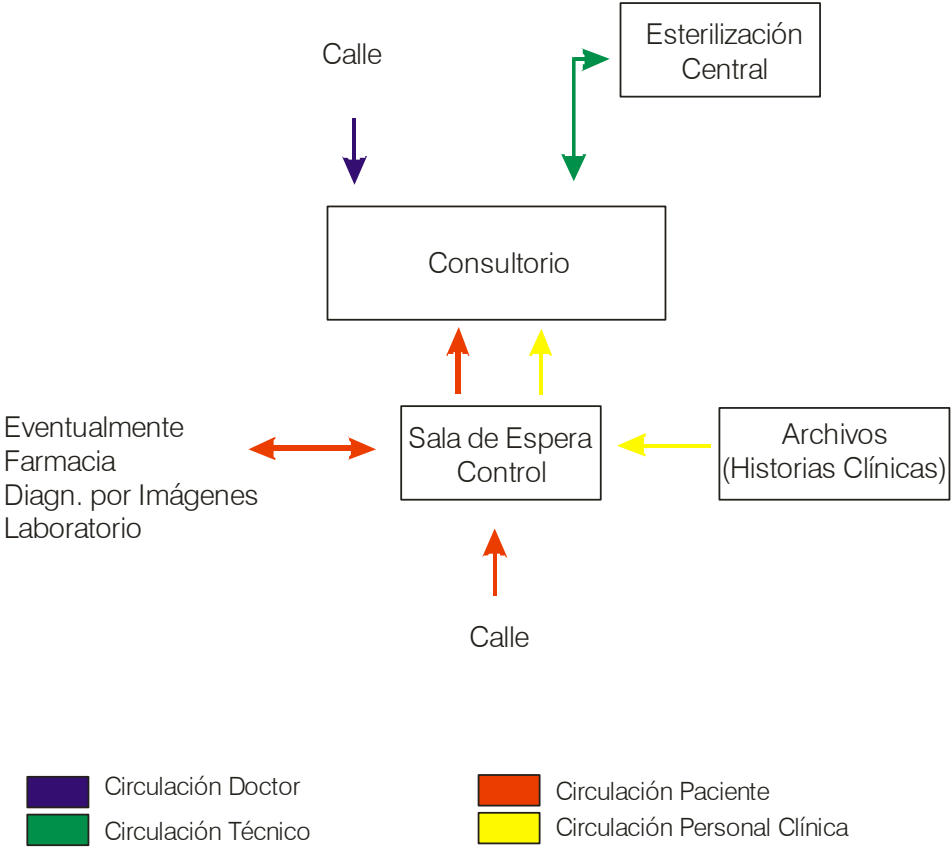 Calle
Esterilización
Central
Consultorio
Eventualmente
Farmacia
Diagn. por Imágenes
Laboratorio
Sala de Espera
Control
Archivos
(Historias Clínicas)
Calle
Circulación Doctor
Circulación Técnico
Circulación Paciente
Circulación Personal Clínica